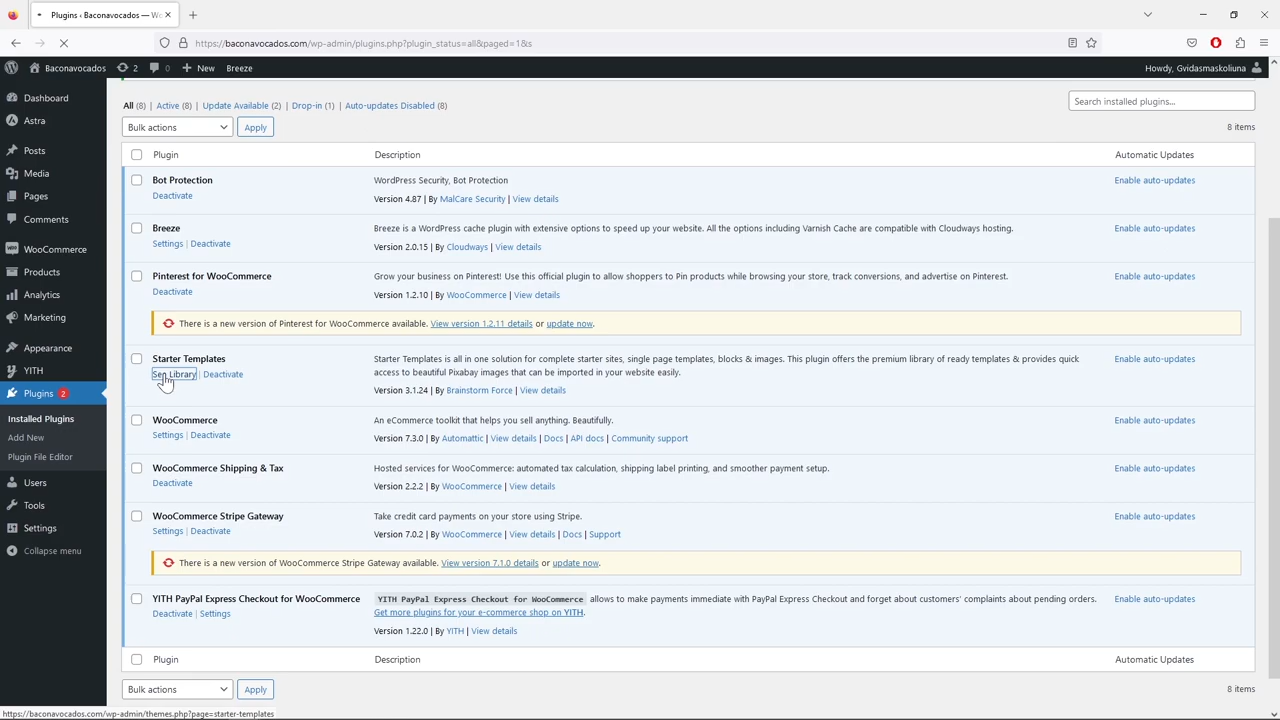 Plugins ‹ Baconavocados — Wo
https://baconavocados.com/wp-admin/plugins.php?plugin_status=all&paged=1&s
Baconavocados 2 0 New Breeze Howdy, Gvidasmaskoliuna
Dashboard
Astra
Posts
Media
Pages
Comments
WooCommerce
Products
Analytics
Marketing
Appearance
YITH
Plugins 2
Installed Plugins
Add New
Plugin File Editor
Users
Tools
Settings
Collapse menu
All (8) | Active (8) | Update Available (2) | Drop-in (1) | Auto-updates Disabled (8)
Search installed plugins...
Bulk actions Apply 8 items
Plugin Description Automatic Updates
Bot Protection WordPress Security, Bot Protection Enable auto-updates
Deactivate Version 4.87 | By MalCare Security | View details
Breeze Breeze is a WordPress cache plugin with extensive options to speed up your website. All the options including Varnish Cache are compatible with Cloudways hosting. Enable auto-updates
Settings | Deactivate Version 2.0.15 | By Cloudways | View details
Pinterest for WooCommerce Grow your business on Pinterest! Use this official plugin to allow shoppers to Pin products while browsing your store, track conversions, and advertise on Pinterest. Enable auto-updates
Deactivate Version 1.2.10 | By WooCommerce | View details
There is a new version of Pinterest for WooCommerce available. View version 1.2.11 details or update now.
Starter Templates Starter Templates is all in one solution for complete starter sites, single page templates, blocks & images. This plugin offers the premium library of ready templates & provides quick Enable auto-updates
See Library | Deactivate access to beautiful Pixabay images that can be imported in your website easily.
Version 3.1.24 | By Brainstorm Force | View details
WooCommerce An eCommerce toolkit that helps you sell anything. Beautifully. Enable auto-updates
Settings | Deactivate Version 7.3.0 | By Automattic | View details | Docs | API docs | Community support
WooCommerce Shipping & Tax Hosted services for WooCommerce: automated tax calculation, shipping label printing, and smoother payment setup. Enable auto-updates
Deactivate Version 2.2.2 | By WooCommerce | View details
WooCommerce Stripe Gateway Take credit card payments on your store using Stripe. Enable auto-updates
Settings | Deactivate Version 7.0.2 | By WooCommerce | View details | Docs | Support
There is a new version of WooCommerce Stripe Gateway available. View version 7.1.0 details or update now.
YITH PayPal Express Checkout for WooCommerce YITH PayPal Express Checkout for WooCommerce allows to make payments immediate with PayPal Express Checkout and forget about customers' complaints about pending orders. Enable auto-updates
Deactivate | Settings Get more plugins for your e-commerce shop on YITH.
Version 1.22.0 | By YITH | View details
Plugin Description Automatic Updates
Bulk actions Apply 8 items
https://baconavocados.com/wp-admin/themes.php?page=starter-templates